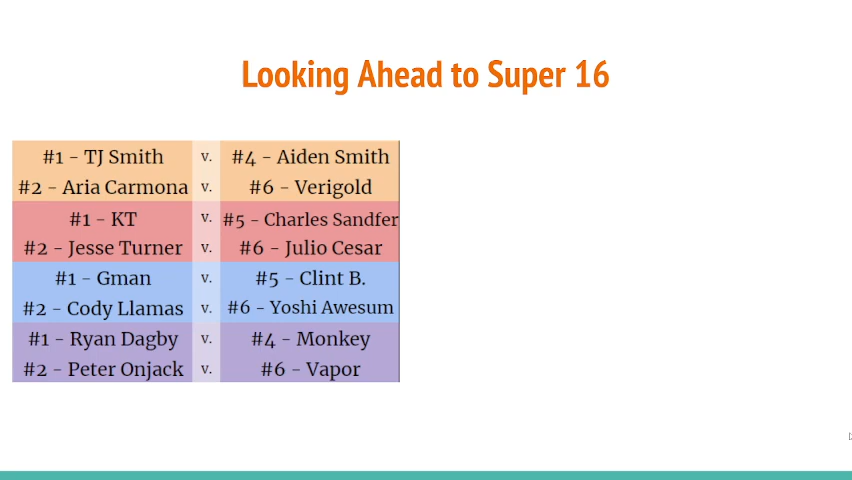 Looking Ahead to Super 16
#1 - TJ Smith v. #4 - Aiden Smith
#2 - Aria Carmona v. #6 - Verigold
#1 - KT v. #5 - Charles Sandfer
#2 - Jesse Turner v. #6 - Julio Cesar
#1 - Gman v. #5 - Clint B.
#2 - Cody Llamas v. #6 - Yoshi Awesum
#1 - Ryan Dagby v. #4 - Monkey
#2 - Peter Onjack v. #6 - Vapor